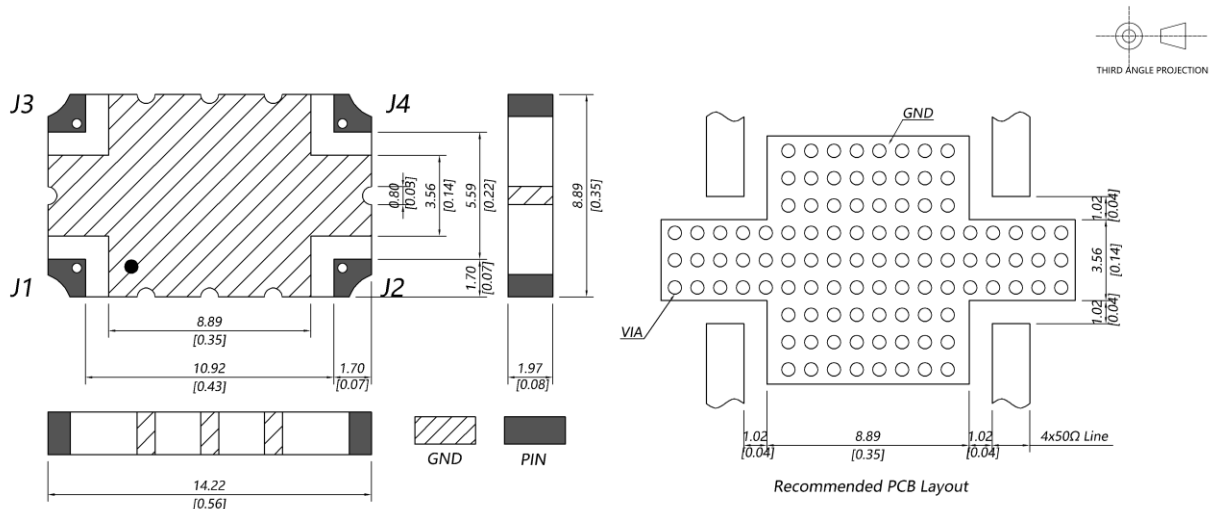 THIRD ANGLE PROJECTION
J3
J4
J1
J2
0.80
[0.03]
3.56
[0.14]
5.59
[0.22]
1.70
[0.07]
8.89
[0.35]
8.89
[0.35]
10.92
[0.43]
1.70
[0.07]
1.97
[0.08]
14.22
[0.56]
GND
PIN
GND
VIA
1.02
[0.04]
3.56
[0.14]
1.02
[0.04]
1.02
[0.04]
8.89
[0.35]
1.02
[0.04]
4x50Ω Line
Recommended PCB Layout